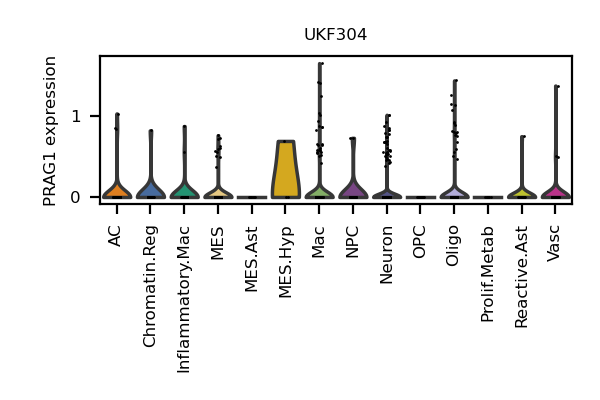 UKF304
PRAG1 expression
1
0
AC
Chromatin.Reg
Inflammatory.Mac
MES
MES.Ast
MES.Hyp
Mac
NPC
Neuron
OPC
Oligo
Prolif.Metab
Reactive.Ast
Vasc